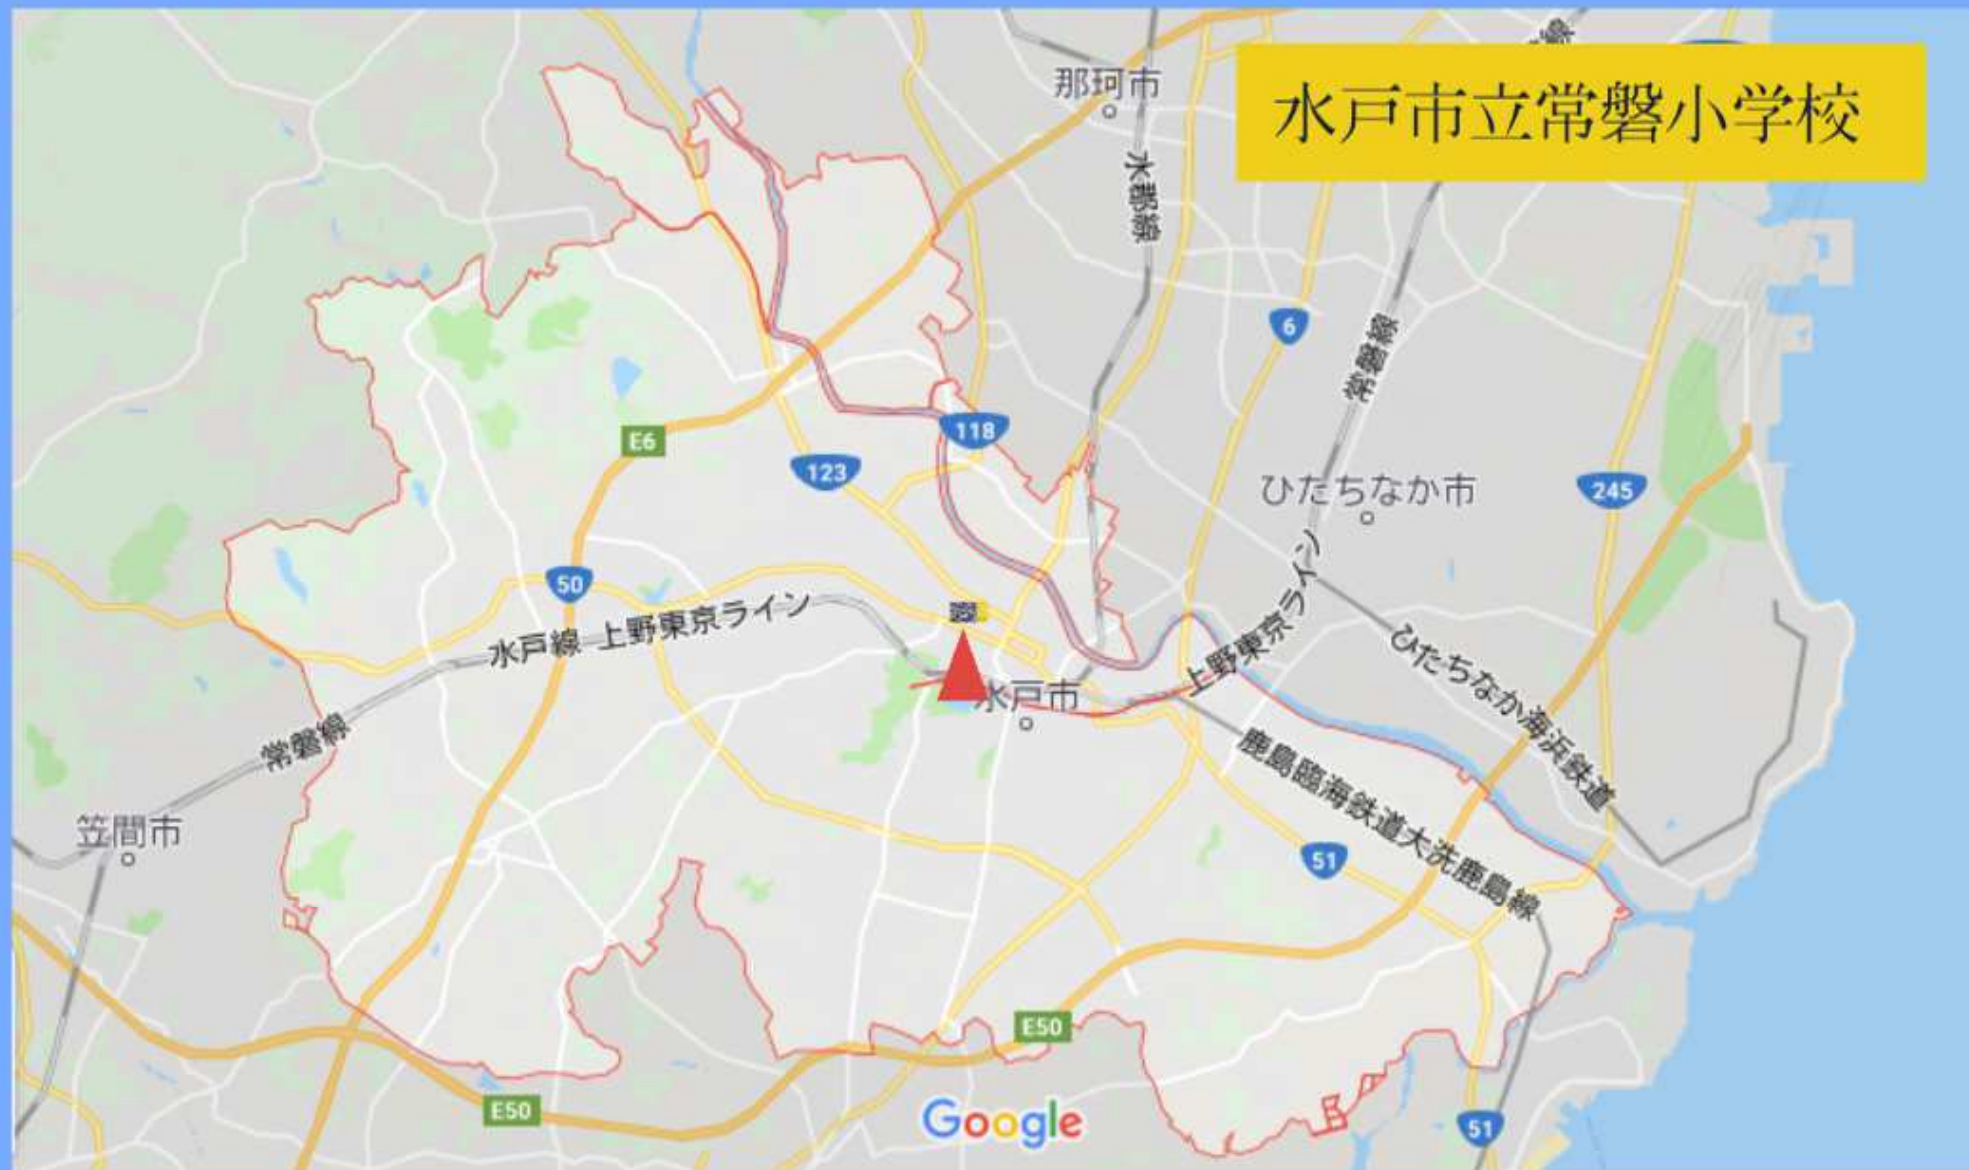 那珂市
水戸市立常磐小学校
水郡線
6
常磐線
E6
118
123
ひたちなか市
245
50
水戸線 上野東京ライン
上野東京ライン
ひたちなか海浜鉄道
水戸市
常磐線
鹿島臨海鉄道大洗鹿島線
笠間市
51
E50
E50
Google
51